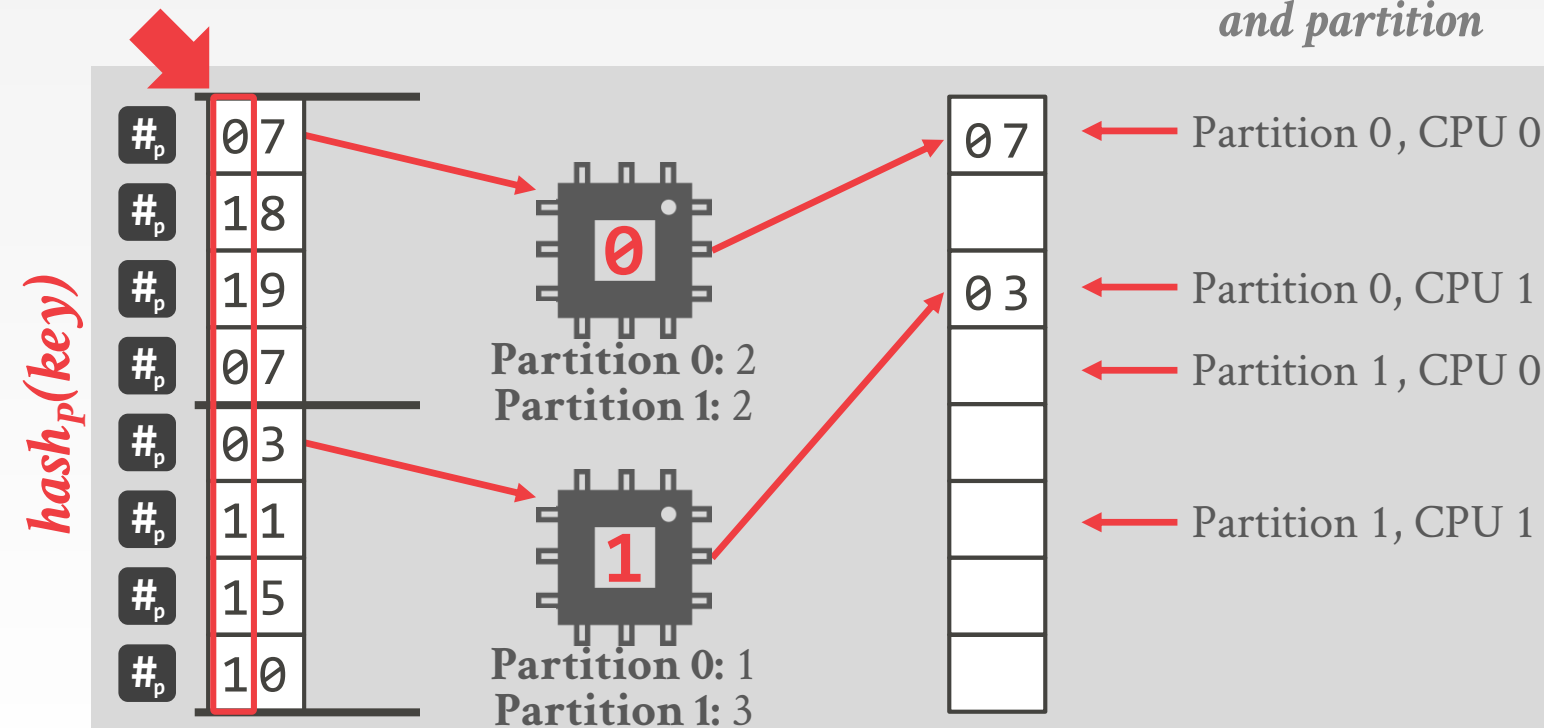 and partition
hashp(key)
#p 07
#p 18
#p 19
#p 07
#p 03
#p 11
#p 15
#p 10
0
Partition 0: 2
Partition 1: 2
1
Partition 0: 1
Partition 1: 3
07
03
Partition 0, CPU 0
Partition 0, CPU 1
Partition 1, CPU 0
Partition 1, CPU 1